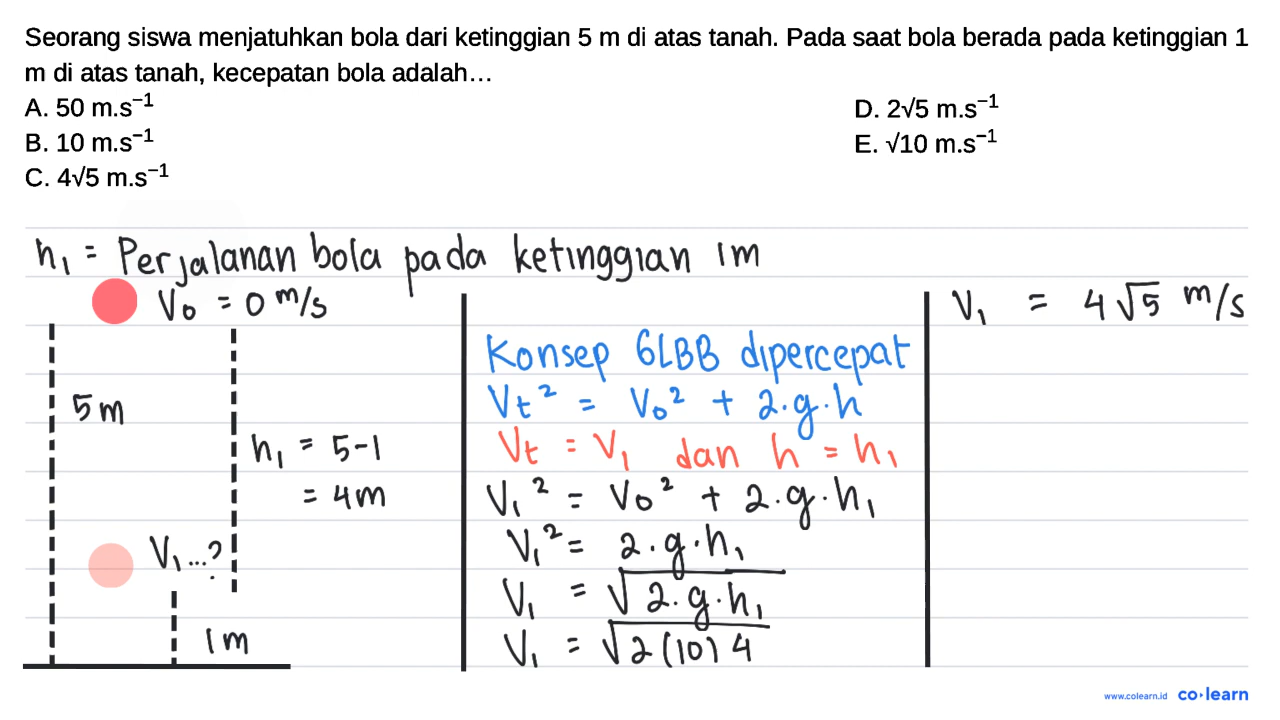 Seorang siswa menjatuhkan bola dari ketinggian 5 m di atas tanah. Pada saat bola berada pada ketinggian 1
m di atas tanah, kecepatan bola adalah...
A. 50 m.s⁻¹
B. 10 m.s⁻¹
C. 4√5 m.s⁻¹
D. 2√5 m.s⁻¹
E. √10 m.s⁻¹
h₁ = Perjalanan bola pada ketinggian 1m
V₀ = 0 m/s
5m
h₁ = 5-1
= 4m
V₁...?
1m
Konsep GLBB dipercepat
Vt² = V₀² + 2.g.h
Vt = V₁ dan h = h₁
V₁² = V₀² + 2.g.h₁
V₁² = 2.g.h₁
V₁ = √2.g.h₁
V₁ = √2(10)4
V₁ = 4√5 m/s
www.colearn.id co·learn